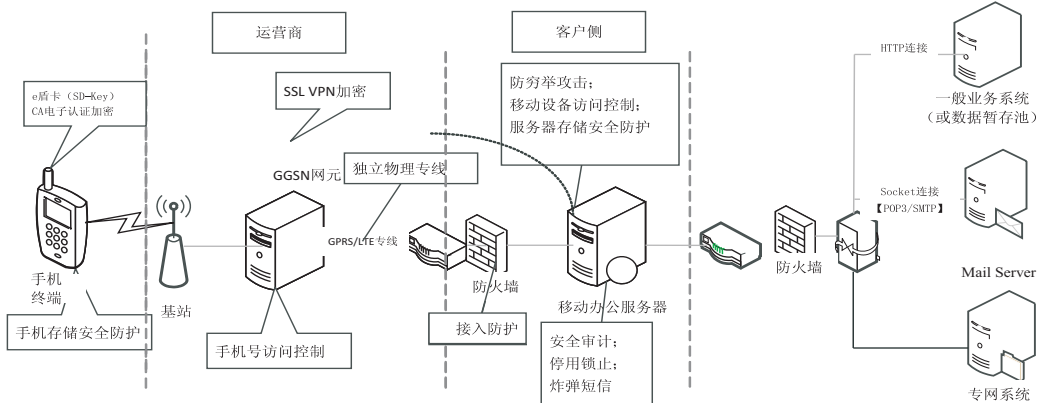 运营商
客户侧
e盾卡（SD-Key）
CA电子认证加密
SSL VPN加密
防穷举攻击；
移动设备访问控制；
服务器存储安全防护
HTTP连接
一般业务系统
（或数据暂存池）
GGSN网元
独立物理专线
Socket连接
【POP3/SMTP】
GPRS/LTE专线
手机
终端
基站
防火墙
移动办公服务器
防火墙
Mail Server
手机存储安全防护
手机号访问控制
接入防护
安全审计；
停用锁止；
炸弹短信
专网系统